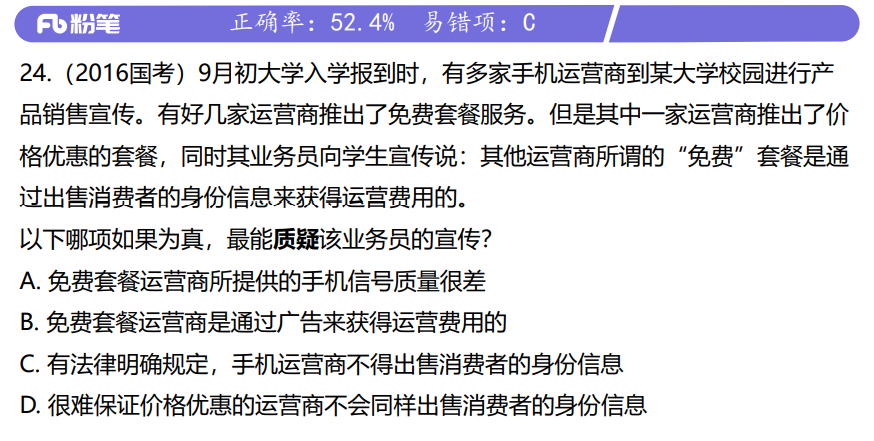 粉笔
正确率：52.4% 易错项：C
24.（2016国考）9月初大学入学报到时，有多家手机运营商到某大学校园进行产
品销售宣传。有好几家运营商推出了免费套餐服务。但是其中一家运营商推出了价
格优惠的套餐，同时其业务员向学生宣传说：其他运营商所谓的“免费”套餐是通
过出售消费者的身份信息来获得运营费用的。
以下哪项如果为真，最能质疑该业务员的宣传？
A. 免费套餐运营商所提供的手机信号质量很差
B. 免费套餐运营商是通过广告来获得运营费用的
C. 有法律明确规定，手机运营商不得出售消费者的身份信息
D. 很难保证价格优惠的运营商不会同样出售消费者的身份信息